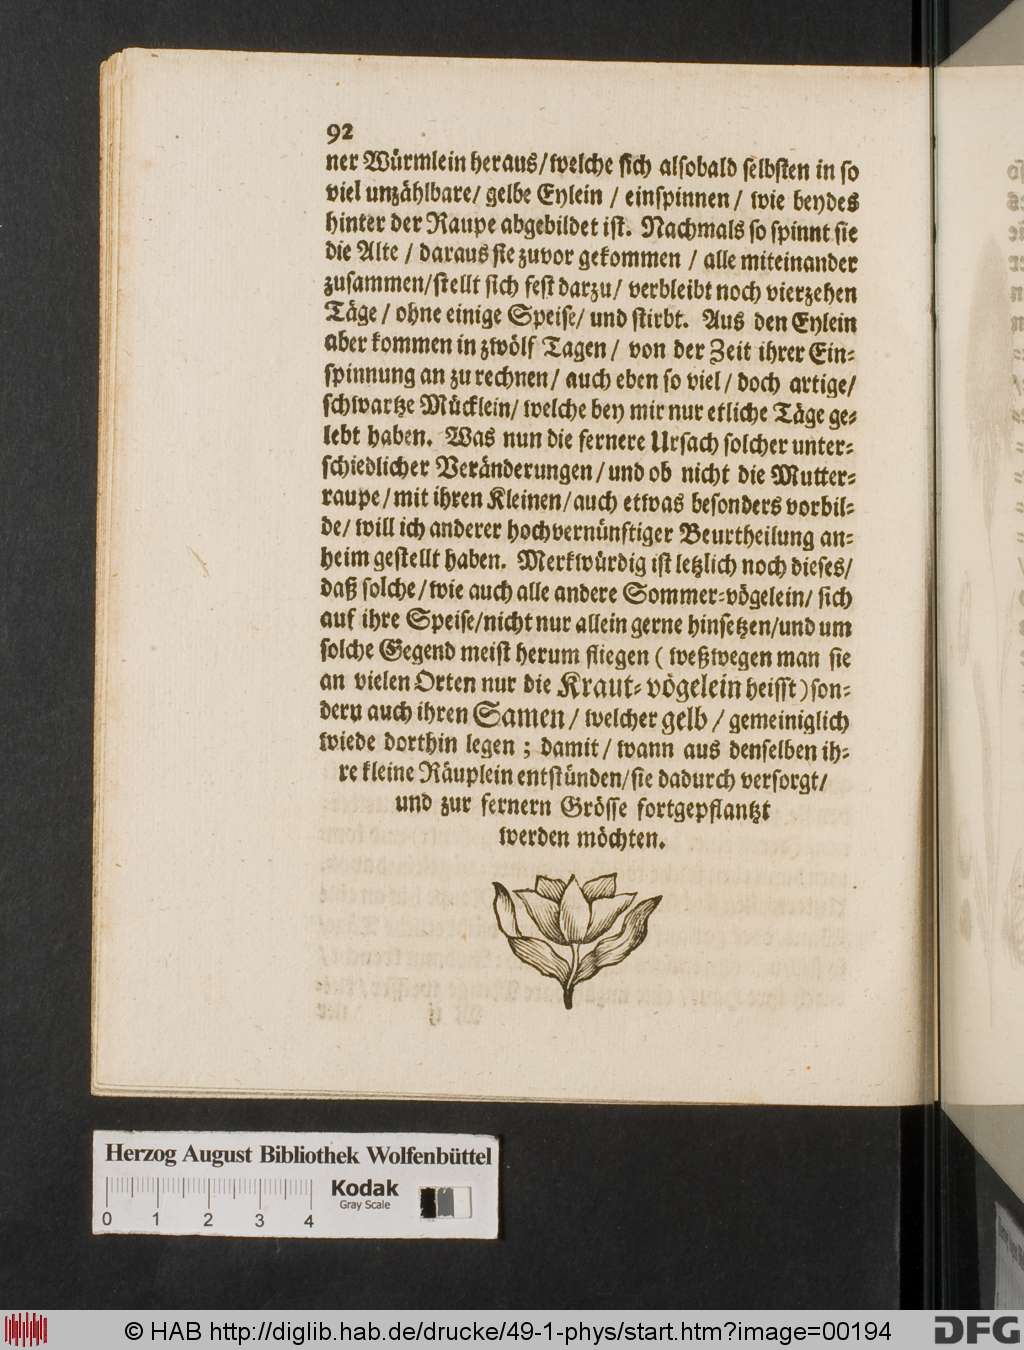 92
ner Würmlein heraus/welche sich alsobald selbsten in so
viel unzählbare/ gelbe Eylein / einspinnen / wie beydes
hinter der Raupe abgebildet ist. Nachmals so spinnt sie
die Alte / daraus sie zuvor gekommen / alle miteinander
zusammen/stellt sich fest darzu/ verbleibt noch vierzehen
Täge / ohne einige Speise/ und stirbt. Aus den Eylein
aber kommen in zwölf Tagen / von der Zeit ihrer Ein-
spinnung an zu rechnen / auch eben so viel / doch artige/
schwartze Mücklein/ welche bey mir nur etliche Täge ge-
lebt haben. Was nun die fernere Ursach solcher unter-
schiedlicher Veränderungen / und ob nicht die Mutter-
raupe / mit ihren Kleinen / auch etwas besonders vorbil-
de/ will ich anderer hochvernünftiger Beurtheilung an-
heim gestellt haben. Merkwürdig ist letzlich noch dieses/
daß solche / wie auch alle andere Sommer-vögelein/ sich
auf ihre Speise/nicht nur allein gerne hinsetzen/und um
solche Gegend meist herum fliegen ( weßwegen man sie
an vielen Orten nur die Kraut-vögelein heisst) son-
dern auch ihren Samen / welcher gelb / gemeiniglich
wiede dorthin legen ; damit / wann aus denselben ih-
re kleine Räuplein entstünden/sie dadurch versorgt/
und zur fernern Grösse fortgepflantzt
werden möchten.
Herzog August Bibliothek Wolfenbüttel
Kodak
Gray Scale
0 1 2 3 4
© HAB http://diglib.hab.de/drucke/49-1-phys/start.htm?image=00194
DFG